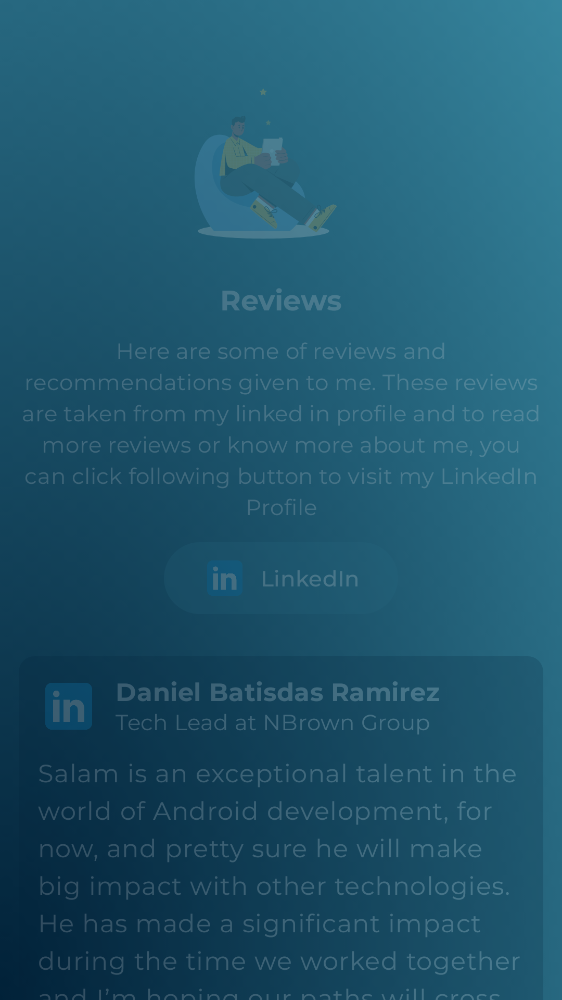 Reviews
Here are some of reviews and
recommendations given to me. These reviews
are taken from my linked in profile and to read
more reviews or know more about me, you
can click following button to visit my LinkedIn
Profile
in LinkedIn
in Daniel Batisdas Ramirez
Tech Lead at NBrown Group
Salam is an exceptional talent in the
world of Android development, for
now, and pretty sure he will make
big impact with other technologies.
He has made a significant impact
during the time we worked together
and I'm hoping our paths will cross